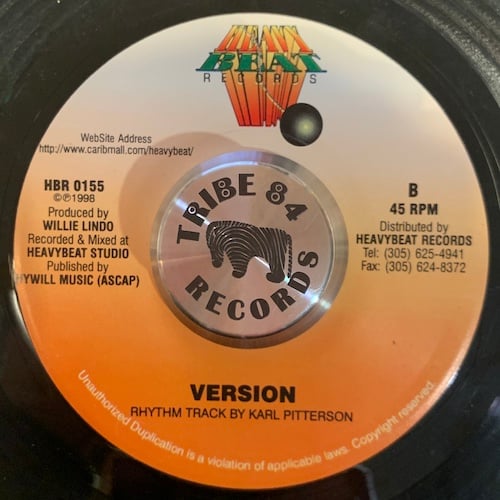 HEAVY
BEAT
RECORDS
WebSite Address
http://www.caribmall.com/heavybeat/
HBR 0155
©℗1998
Produced by
WILLIE LINDO
Recorded & Mixed at
HEAVYBEAT STUDIO
Published by
HYWILL MUSIC (ASCAP)
B
45 RPM
Distributed by
HEAVYBEAT RECORDS
Tel: (305) 625-4941
Fax: (305) 624-8372
TRIBE 84
RECORDS
VERSION
RHYTHM TRACK BY KARL PITTERSON
Unauthorized Duplication is a violation of applicable laws. Copyright reserved.